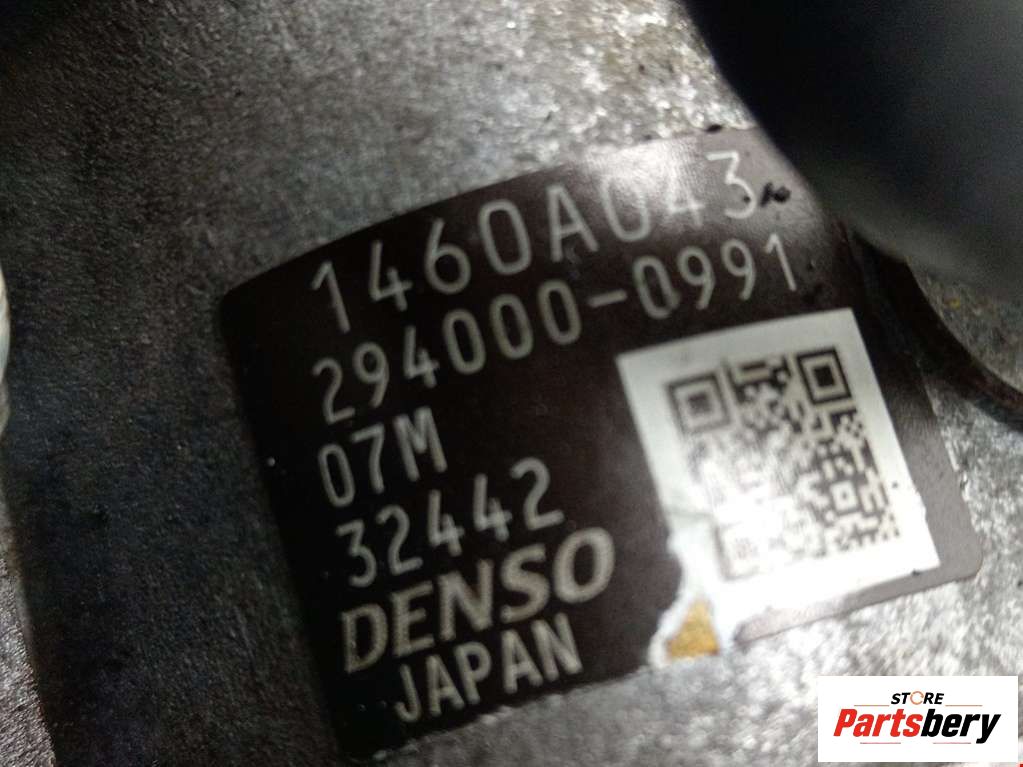 1460A043
294000-0991
07M
32442
DENSO
JAPAN
STORE
Partsbery